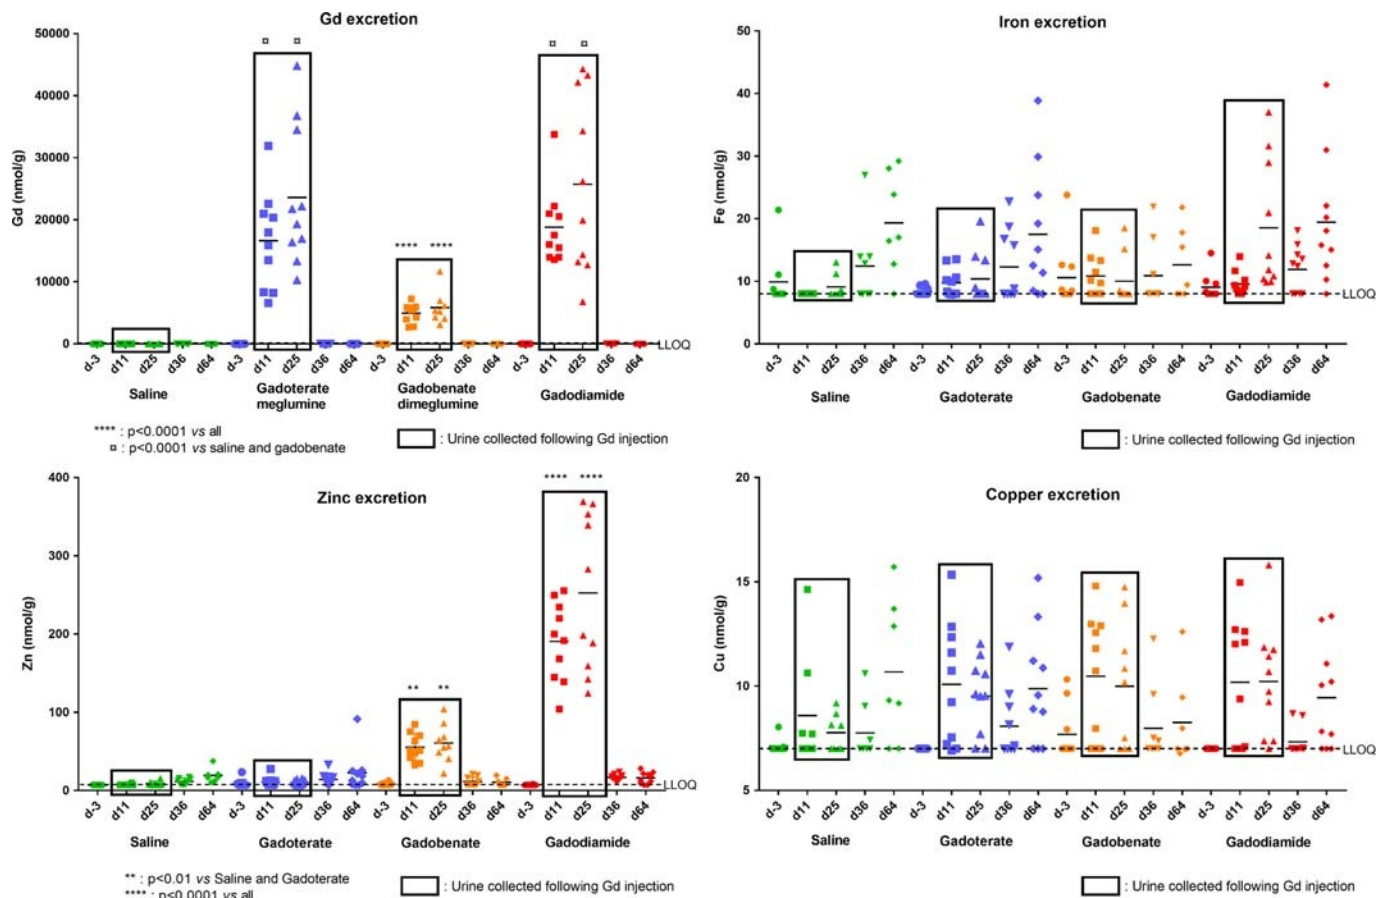 Gd excretion
Gd (nmol/g)
50000
40000
30000
20000
10000
0
¤ ¤ **** **** ¤ ¤
LLOQ
d-3 d11 d25 d36 d64 d-3 d11 d25 d36 d64 d-3 d11 d25 d36 d64 d-3 d11 d25 d36 d64
Saline Gadoterate meglumine Gadobenate dimeglumine Gadodiamide
**** : p<0.0001 vs all
¤ : p<0.0001 vs saline and gadobenate
: Urine collected following Gd injection
Iron excretion
Fe (nmol/g)
50
40
30
20
10
0
LLOQ
d-3 d11 d25 d36 d64 d-3 d11 d25 d36 d64 d-3 d11 d25 d36 d64 d-3 d11 d25 d36 d64
Saline Gadoterate Gadobenate Gadodiamide
: Urine collected following Gd injection
Zinc excretion
Zn (nmol/g)
400
300
200
100
0
** ** **** ****
LLOQ
d-3 d11 d25 d36 d64 d-3 d11 d25 d36 d64 d-3 d11 d25 d36 d64 d-3 d11 d25 d36 d64
Saline Gadoterate Gadobenate Gadodiamide
** : p<0.01 vs Saline and Gadoterate
**** : p<0.0001 vs all
: Urine collected following Gd injection
Copper excretion
Cu (nmol/g)
20
15
10
5
LLOQ
d-3 d11 d25 d36 d64 d-3 d11 d25 d36 d64 d-3 d11 d25 d36 d64 d-3 d11 d25 d36 d64
Saline Gadoterate Gadobenate Gadodiamide
: Urine collected following Gd injection